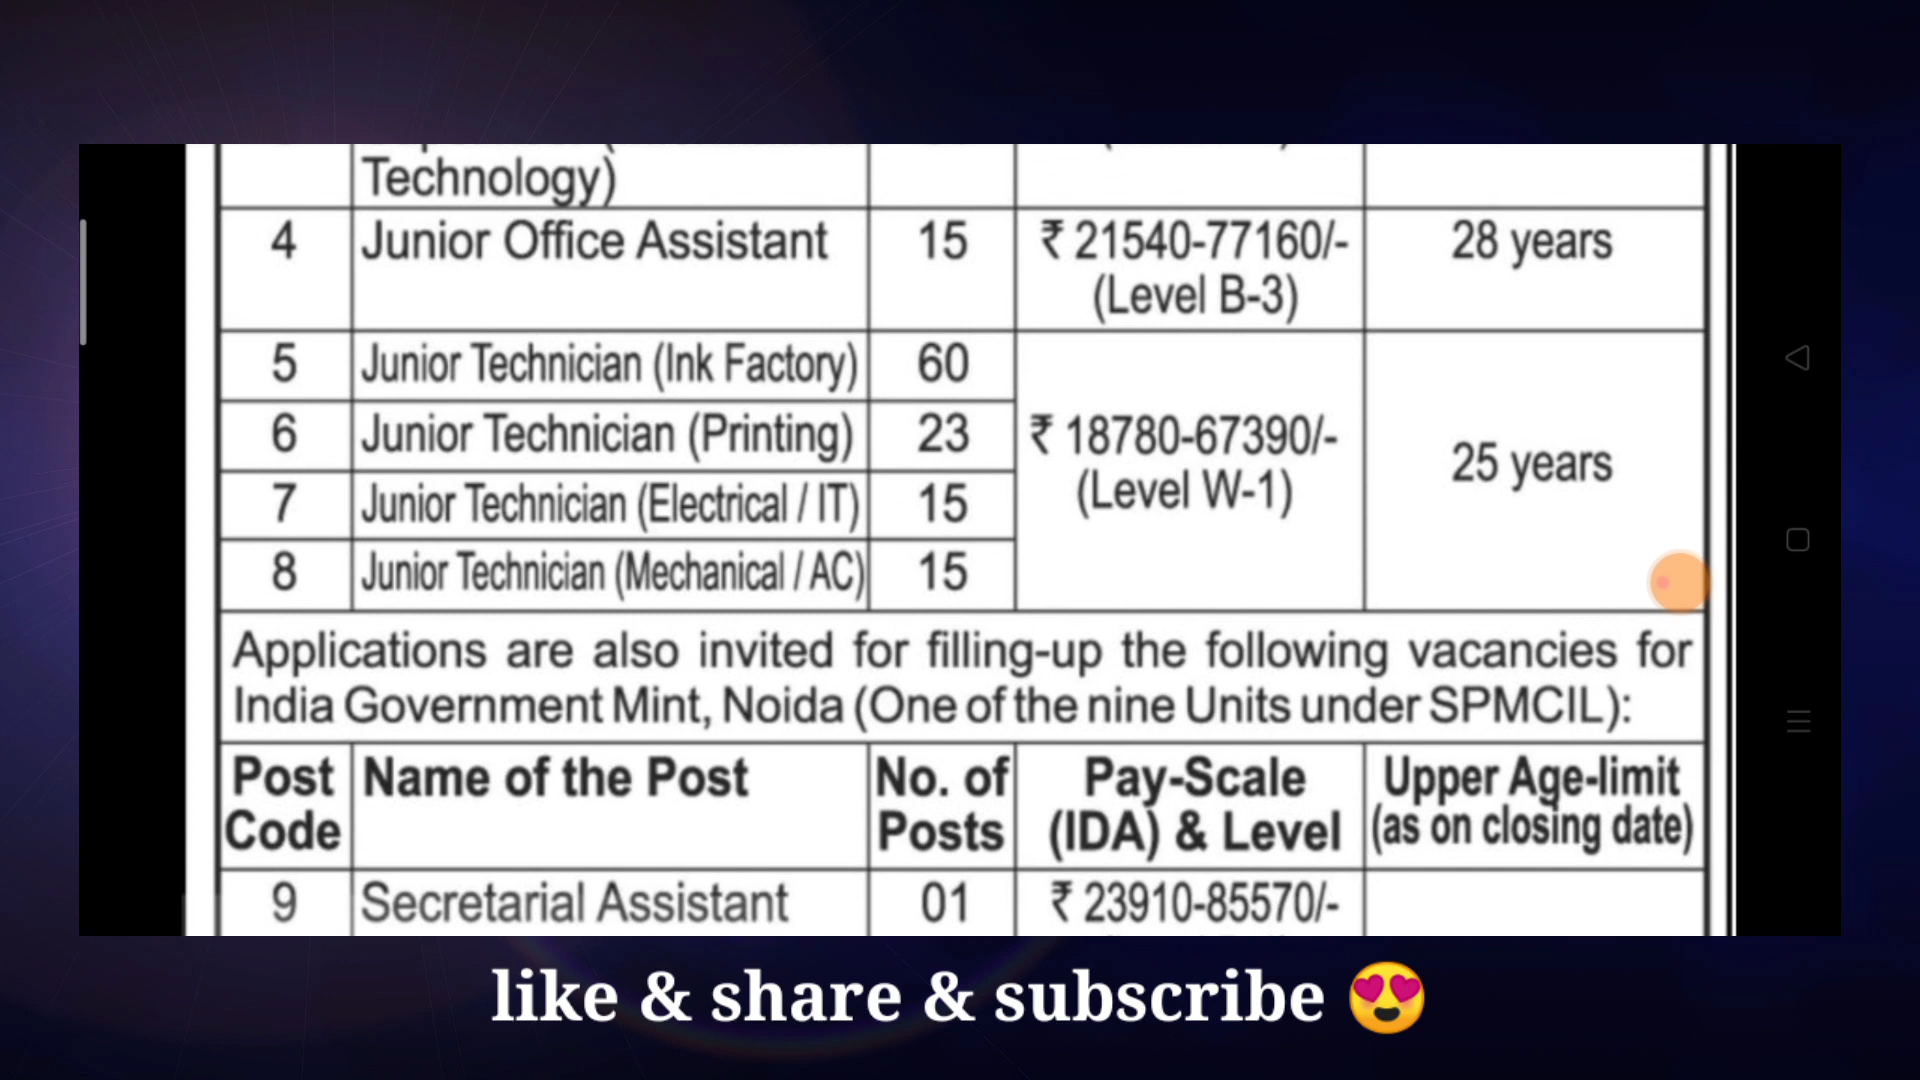 Technology)
4 Junior Office Assistant 15 ₹ 21540-77160/- 28 years
(Level B-3)
5 Junior Technician (Ink Factory) 60
6 Junior Technician (Printing) 23
₹ 18780-67390/-
(Level W-1)
25 years
7 Junior Technician (Electrical / IT) 15
8 Junior Technician (Mechanical / AC) 15
Applications are also invited for filling-up the following vacancies for
India Government Mint, Noida (One of the nine Units under SPMCIL):
Post Name of the Post No. of Pay-Scale Upper Age-limit
Code Posts (IDA) & Level (as on closing date)
9 Secretarial Assistant 01 ₹ 23910-85570/-
like & share & subscribe 😍